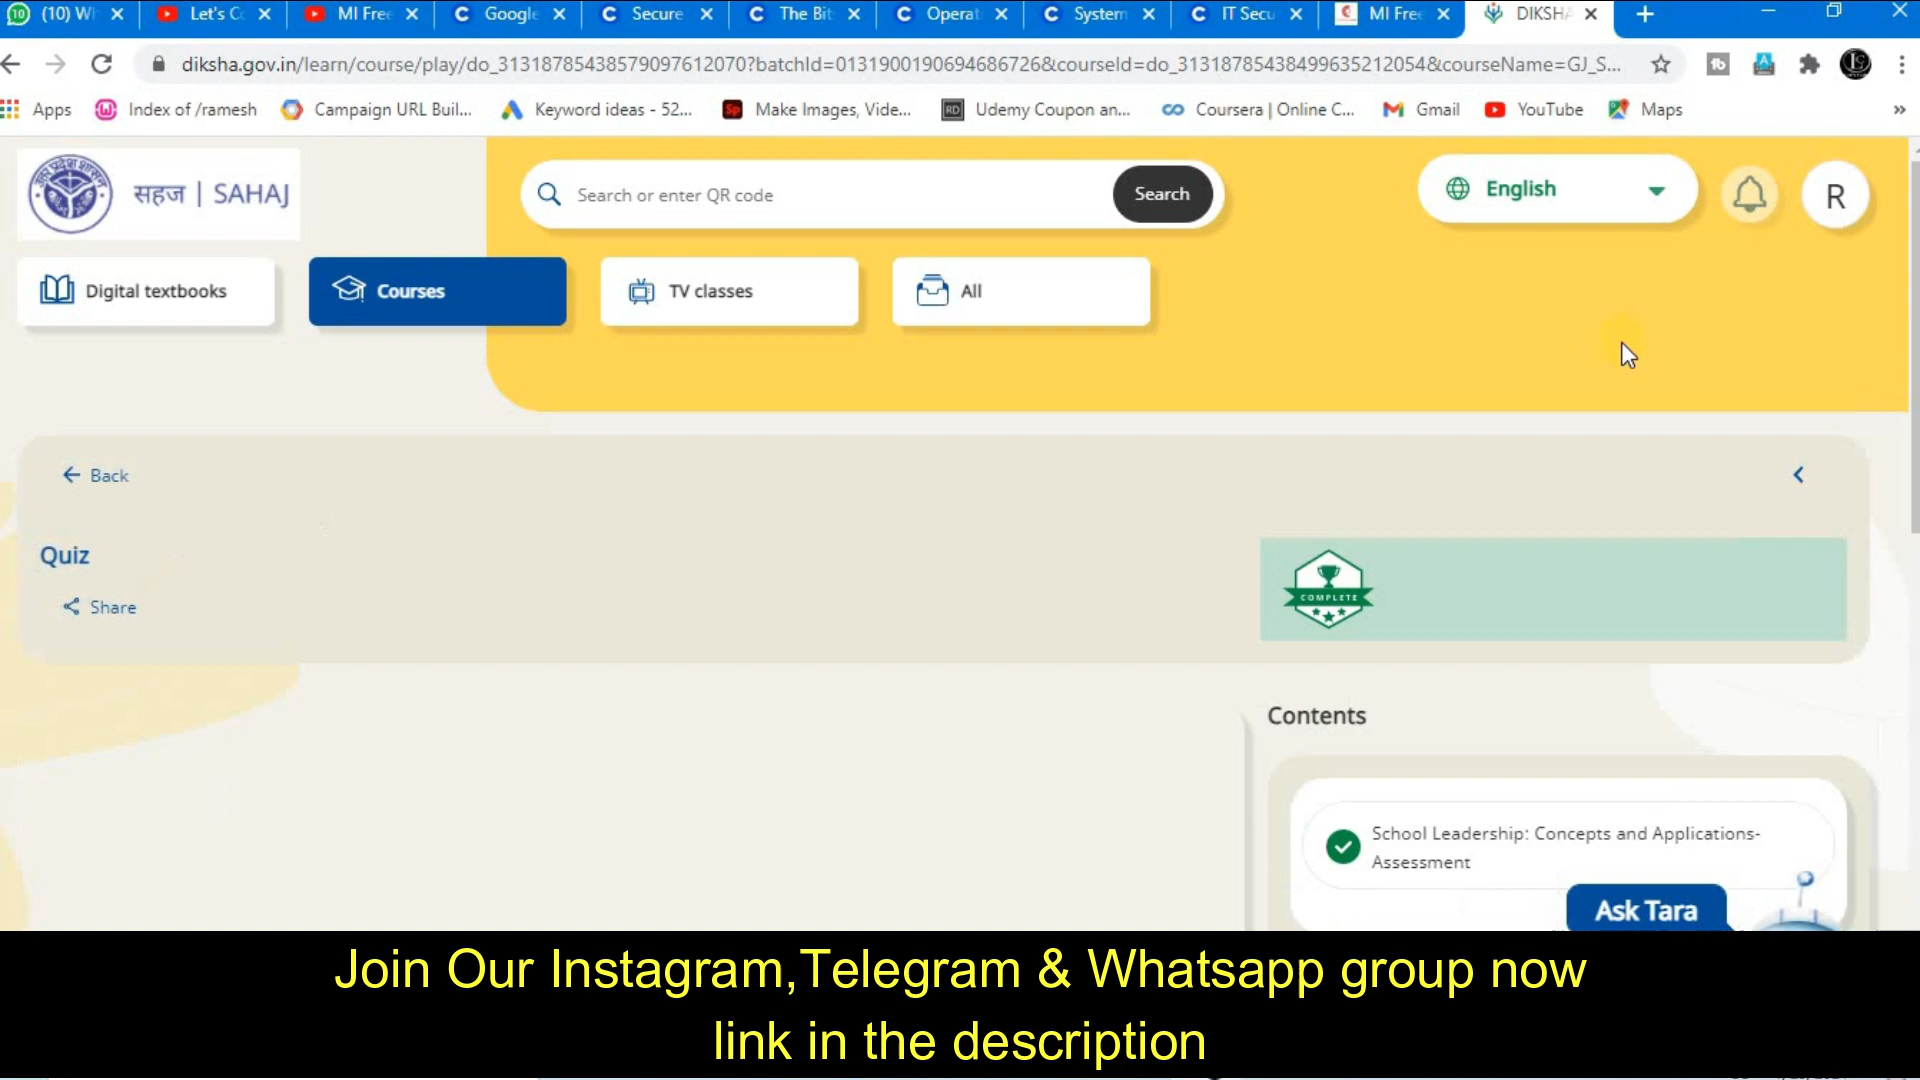 (10) Wh
Let's Co
MI Free
Google
Secure
The Bit
Operat
System
IT Secu
MI Free
DIKSHA
diksha.gov.in/learn/course/play/do_31318785438579097612070?batchId=0131900190694686726&courseId=do_31318785438499635212054&courseName=GJ_S...
Apps
Index of /ramesh
Campaign URL Buil...
Keyword ideas - 52...
Make Images, Vide...
Udemy Coupon an...
Coursera | Online C...
Gmail
YouTube
Maps
सहज | SAHAJ
Search or enter QR code
Search
English
R
Digital textbooks
Courses
TV classes
All
Back
Quiz
Share
COMPLETE
Contents
School Leadership: Concepts and Applications-
Assessment
Ask Tara
Join Our Instagram,Telegram & Whatsapp group now
link in the description